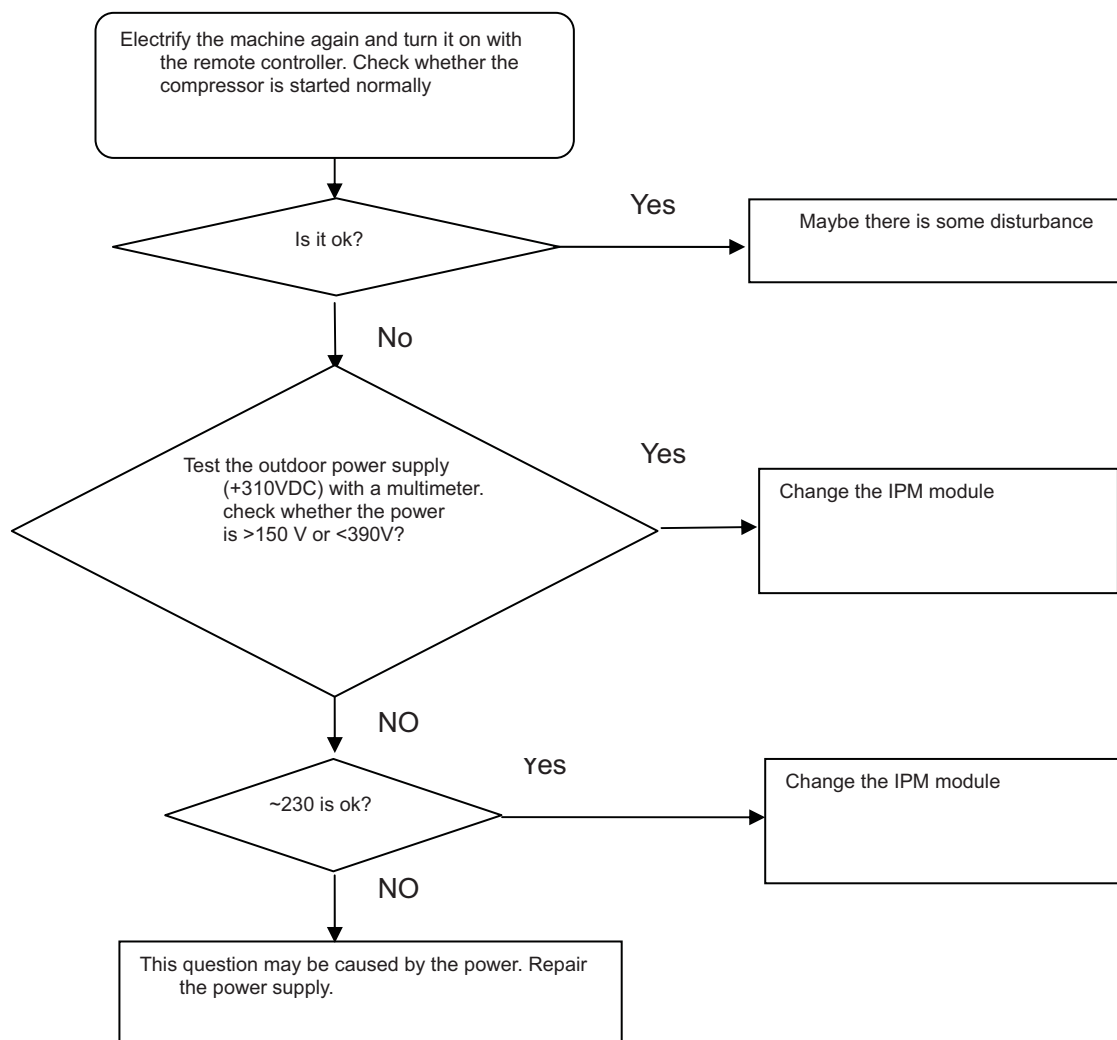 Electrify the machine again and turn it on with
the remote controller. Check whether the
compressor is started normally
Is it ok?
Yes
Maybe there is some disturbance
No
Test the outdoor power supply
(+310VDC) with a multimeter.
check whether the power
is >150 V or <390V?
Yes
Change the IPM module
NO
~230 is ok?
Yes
Change the IPM module
NO
This question may be caused by the power. Repair
the power supply.